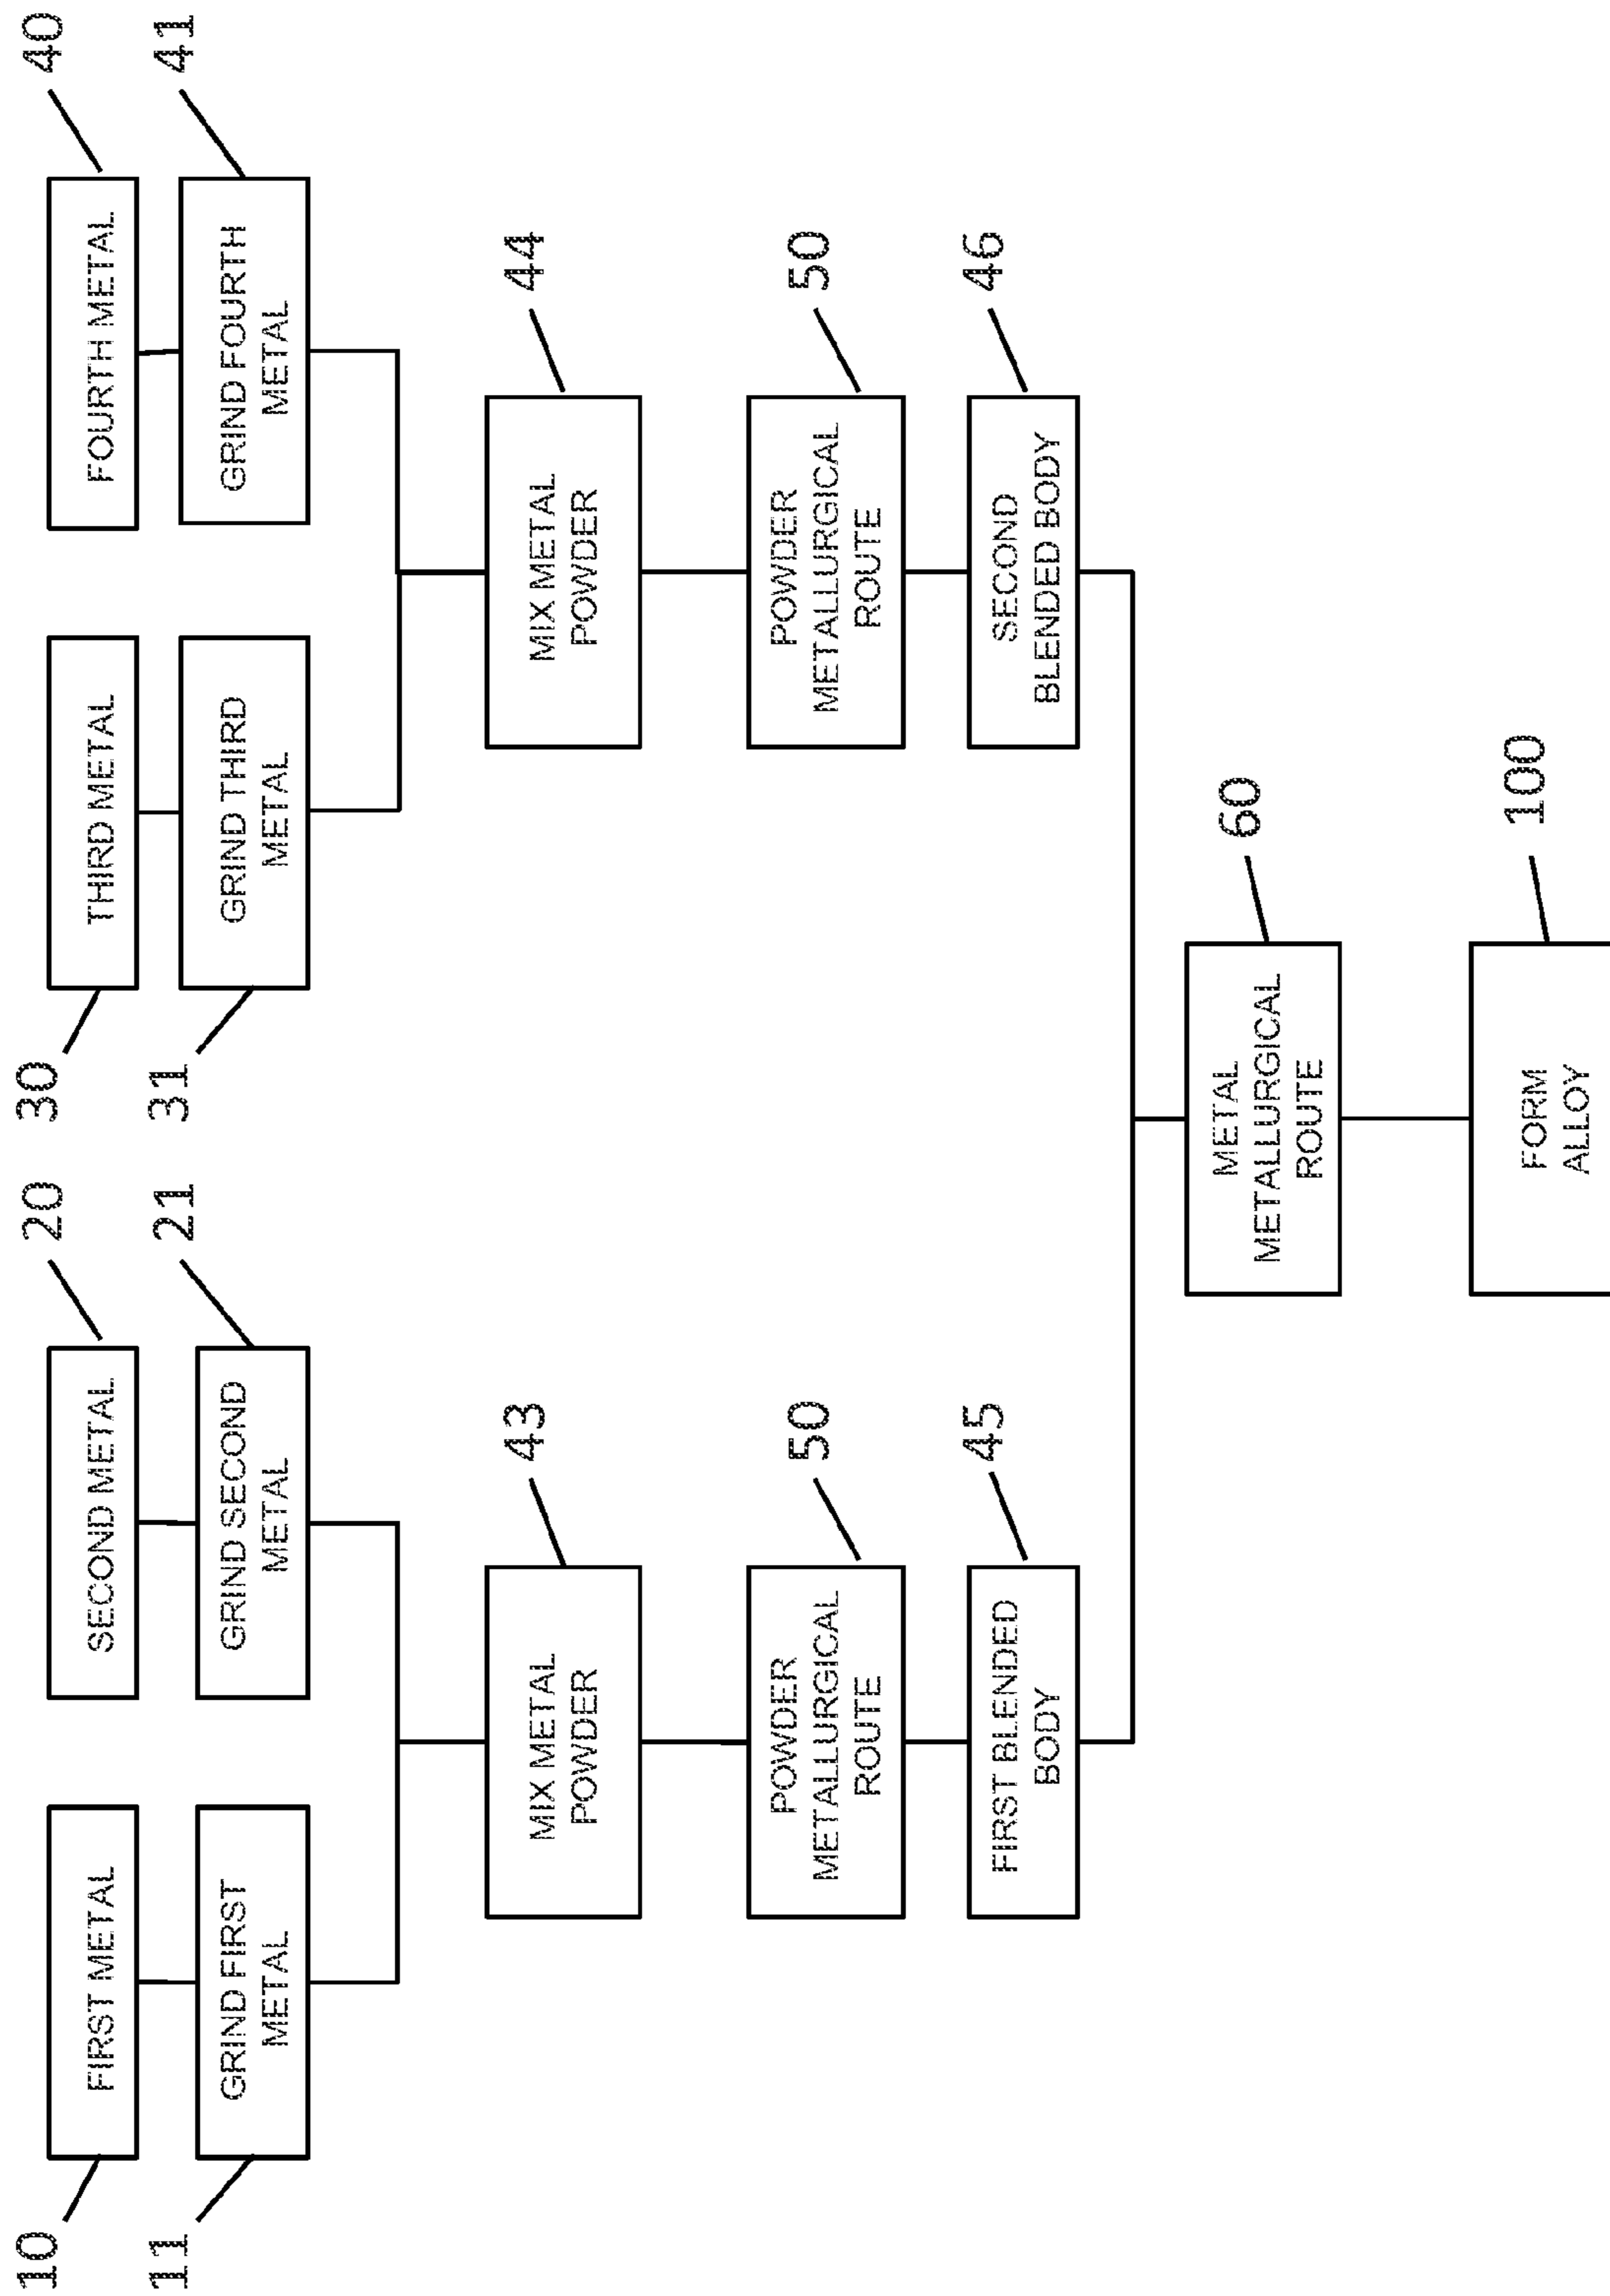 10
FIRST METAL
SECOND METAL
20
30
THIRD METAL
FOURTH METAL
40
11
GRIND FIRST
METAL
GRIND SECOND
METAL
21
31
GRIND THIRD
METAL
GRIND FOURTH
METAL
41
MIX METAL
POWDER
43
MIX METAL
POWDER
44
POWDER
METALLURGICAL
ROUTE
50
POWDER
METALLURGICAL
ROUTE
50
FIRST BLENDED
BODY
45
SECOND
BLENDED BODY
46
METAL
METALLURGICAL
ROUTE
60
FORM
ALLOY
100